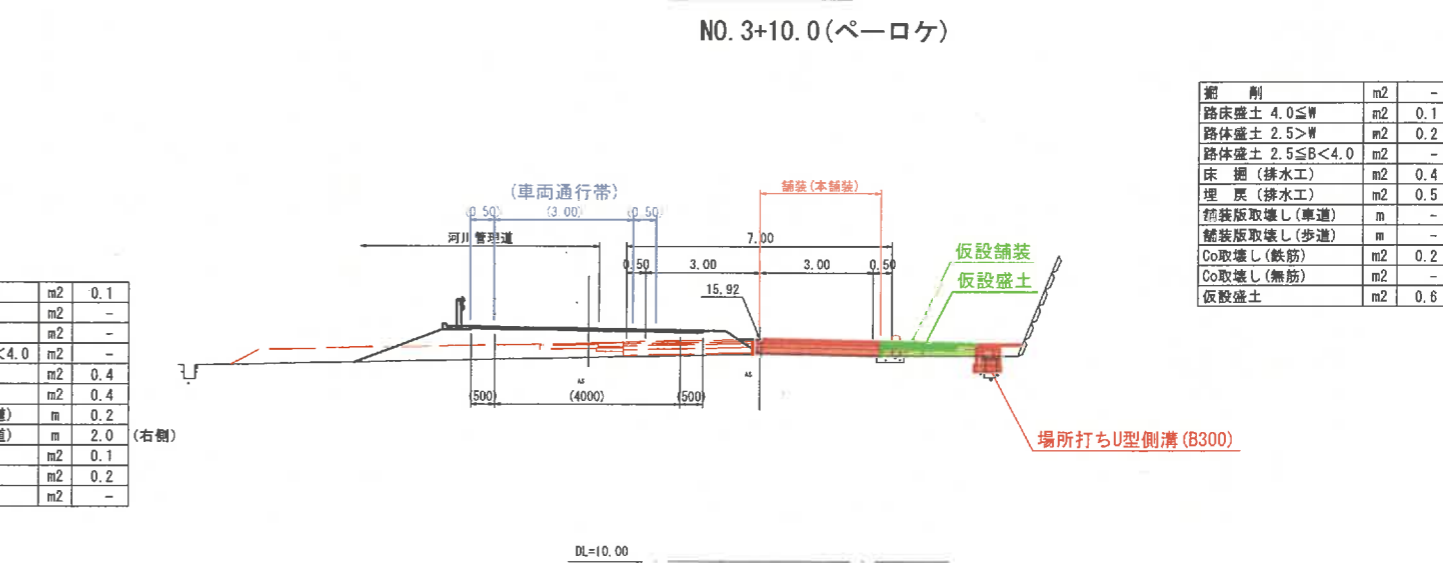 NO.3+10.0(ペーロケ)
掘　　削 m2 -
路床盛土 4.0≦W m2 0.1
路体盛土 2.5>W m2 0.2
路体盛土 2.5≦B<4.0 m2 -
床　掘(排水工) m2 0.4
埋　戻(排水工) m2 0.5
舗装版取壊し(車道) m -
舗装版取壊し(歩道) m -
Co取壊し(鉄筋) m2 0.2
Co取壊し(無筋) m2 -
仮設盛土 m2 0.6
(車両通行帯)
(0.50) (3.00) (0.50)
舗装(本舗装)
河川管理道
7.00
0.50 3.00 3.00 0.50
仮設舗装
仮設盛土
15.92
m2 0.1
m2 -
m2 -
<4.0 m2 -
m2 0.4
m2 0.4
道) m 0.2
道) m 2.0 (右側)
m2 0.1
m2 0.2
m2 -
(500) (4000) (500)
場所打ちU型側溝(B300)
DL=10.00